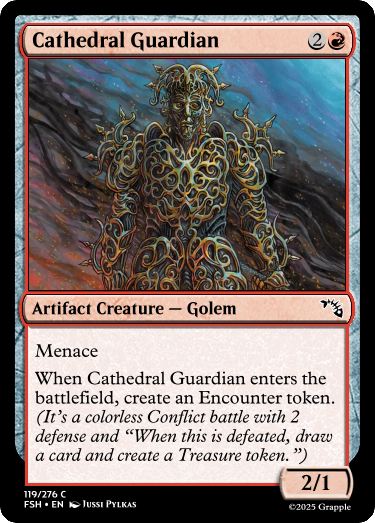 Cathedral Guardian 2
Artifact Creature — Golem
Menace
When Cathedral Guardian enters the
battlefield, create an Encounter token.
(It's a colorless Conflict battle with 2
defense and “When this is defeated, draw
a card and create a Treasure token.”)
2/1
119/276 C
FSH • EN Jussi Pylkas
©2025 Grapple